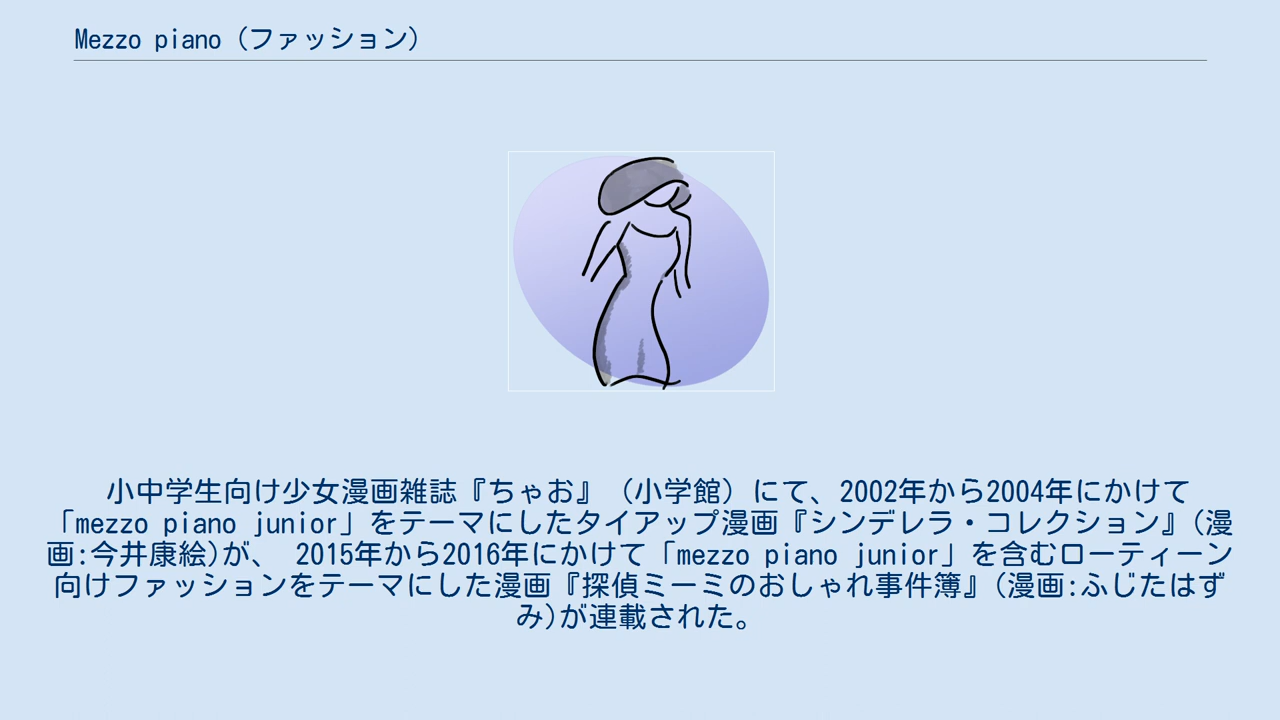 Mezzo piano (ファッション)
小中学生向け少女漫画雑誌『ちゃお』（小学館）にて、2002年から2004年にかけて
「mezzo piano junior」をテーマにしたタイアップ漫画『シンデレラ・コレクション』(漫
画:今井康絵)が、 2015年から2016年にかけて「mezzo piano junior」を含むローティーン
向けファッションをテーマにした漫画『探偵ミーミのおしゃれ事件簿』(漫画:ふじたはず
み)が連載された。